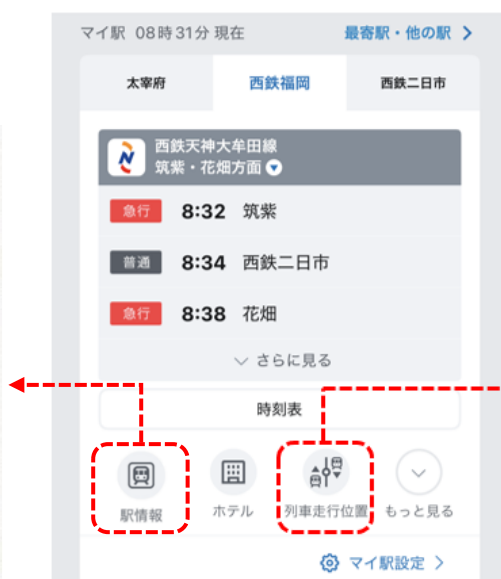 マイ駅 08時31分 現在
最寄駅・他の駅
太宰府 西鉄福岡 西鉄二日市
西鉄天神大牟田線
筑紫・花畑方面
急行 8:32 筑紫
普通 8:34 西鉄二日市
急行 8:38 花畑
さらに見る
時刻表
駅情報 ホテル 列車走行位置 もっと見る
マイ駅設定